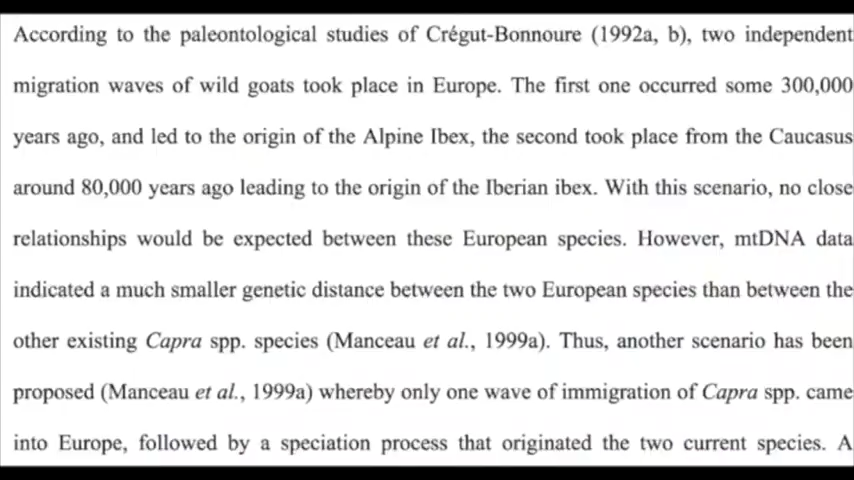 According to the paleontological studies of Crégut-Bonnoure (1992a, b), two independent
migration waves of wild goats took place in Europe. The first one occurred some 300,000
years ago, and led to the origin of the Alpine Ibex, the second took place from the Caucasus
around 80,000 years ago leading to the origin of the Iberian ibex. With this scenario, no close
relationships would be expected between these European species. However, mtDNA data
indicated a much smaller genetic distance between the two European species than between the
other existing Capra spp. species (Manceau et al., 1999a). Thus, another scenario has been
proposed (Manceau et al., 1999a) whereby only one wave of immigration of Capra spp. came
into Europe, followed by a speciation process that originated the two current species. A